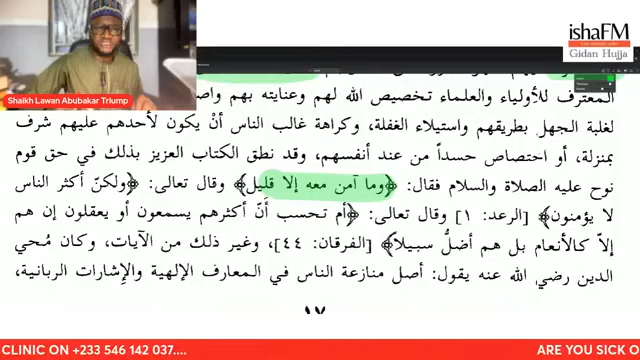 ishaFM
Gidan Hujja
Shaikh Lawan Abubakar Triump
المعترف للأولياء والعلماء تخصيص الله لهم وعنايته بهم
لغلبة الجهل بطريقهم واستيلاء الغفلة، وكراهة غالب الناس أنْ يكون لأحدهم عليهم شرف
بمنزلة، أو اختصاص حسداً من عند أنفسهم، وقد نطق الكتاب العزيز بذلك في حق قوم
نوح عليه الصلاة والسلام فقال: ﴿وما آمن معه إلا قليل﴾ وقال تعالى: ﴿ولكنّ أكثر الناس
لا يؤمنون﴾ [الرعد: ١] وقال تعالى: ﴿أم تحسب أنّ أكثرهم يسمعون أو يعقلون إن هم
إلاّ كالأنعام بل هم أضلُّ سبيلا﴾ [الفرقان: ٤٤]، وغير ذلك من الآيات، وكان مُحي
الدين رضي الله عنه يقول: أصل منازعة الناس في المعارف الإلهية والإشارات الربانية،
١٧
CLINIC ON +233 546 142 037.... ARE YOU SICK O